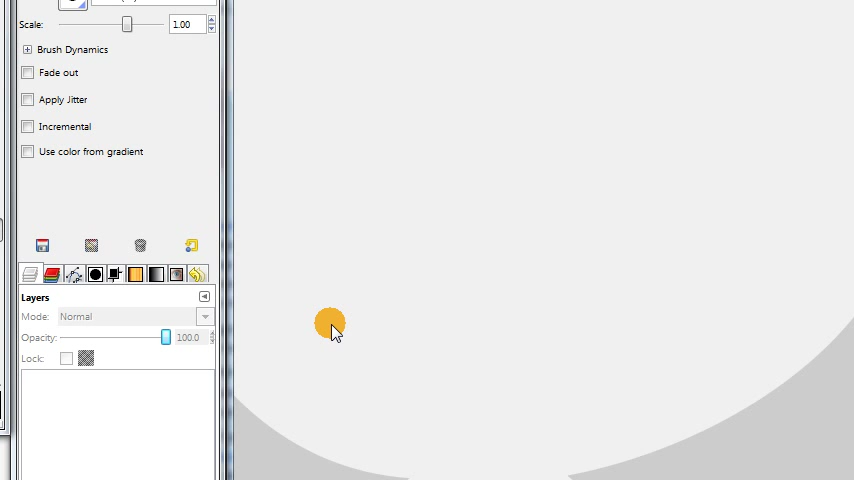 Scale: 1.00
Brush Dynamics
Fade out
Apply Jitter
Incremental
Use color from gradient
Layers
Mode: Normal
Opacity: 100.0
Lock: